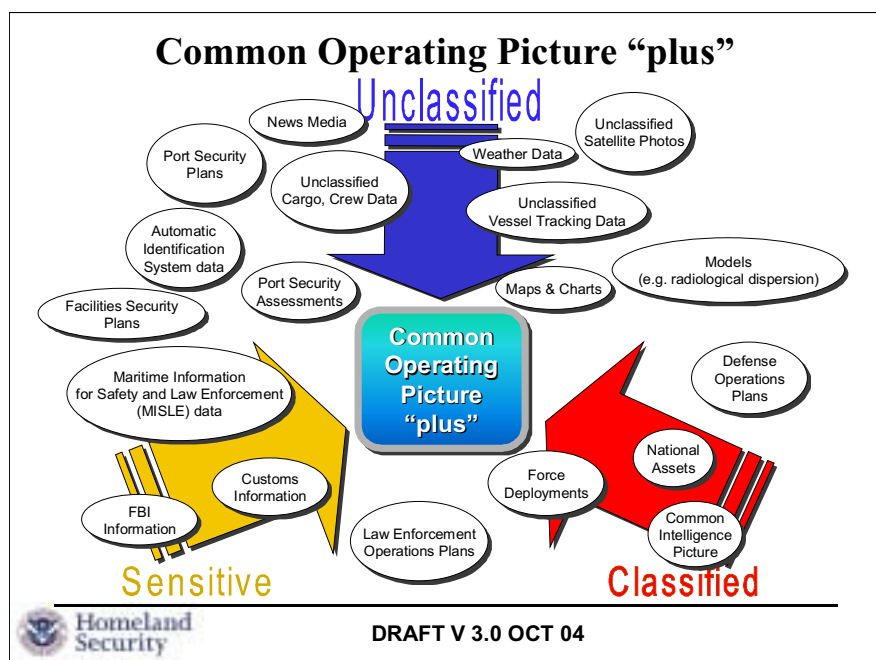 Common Operating Picture “plus”
Unclassified
News Media
Unclassified
Satellite Photos
Port Security
Plans
Weather Data
Unclassified
Cargo, Crew Data
Unclassified
Vessel Tracking Data
Automatic
Identification
System data
Models
(e.g. radiological dispersion)
Port Security
Assessments
Maps & Charts
Facilities Security
Plans
Common
Operating
Picture
“plus”
Maritime Information
for Safety and Law Enforcement
(MISLE) data
Defense
Operations
Plans
National
Assets
Customs
Information
Force
Deployments
FBI
Information
Law Enforcement
Operations Plans
Common
Intelligence
Picture
Sensitive
Classified
Homeland
Security
DRAFT V 3.0 OCT 04